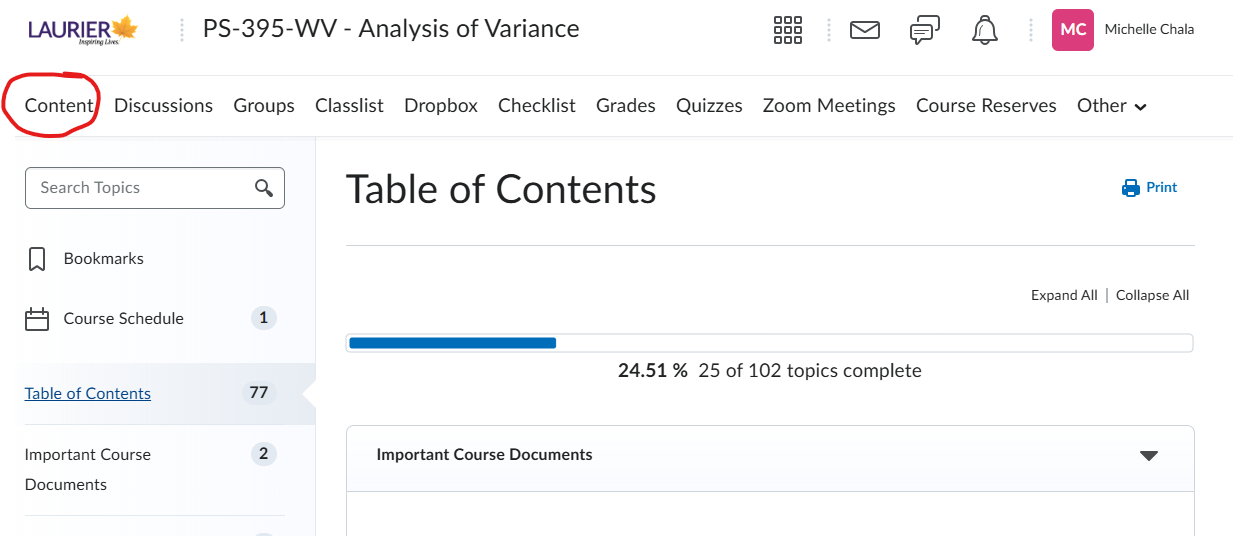 LAURIER
Inspiring Lives.
PS-395-WV - Analysis of Variance
MC
Michelle Chala
Content Discussions Groups Classlist Dropbox Checklist Grades Quizzes Zoom Meetings Course Reserves Other
Search Topics
Bookmarks
Course Schedule 1
Table of Contents 77
Important Course 2
Documents
Table of Contents
Print
Expand All | Collapse All
24.51 % 25 of 102 topics complete
Important Course Documents